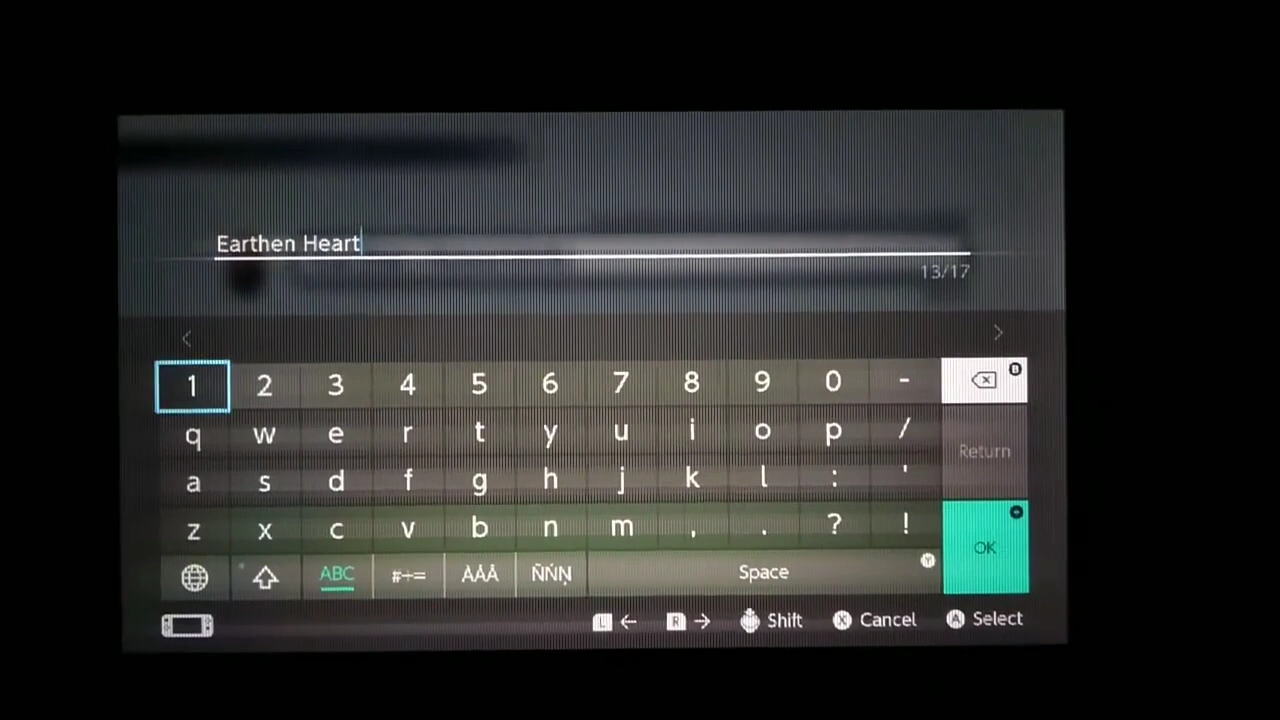 Earthen Heart
13/17
< >
1 2 3 4 5 6 7 8 9 0 - B
q w e r t y u i o p / Return
a s d f g h j k l : '
z x c v b n m , . ? ! + OK
ABC #+= ÀÁÂ ÑŃŅ Space Y
L ← R → Shift X Cancel A Select